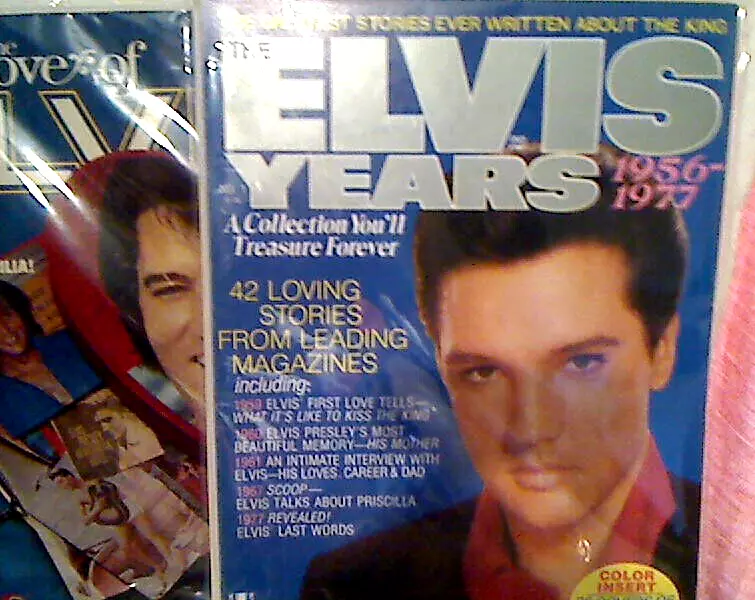 love of
STORIES EVER WRITTEN ABOUT THE KING
THE
ELVIS
YEARS
1956-
1977
A Collection You'll
Treasure Forever
42 LOVING
STORIES
FROM LEADING
MAGAZINES
including:
1959 ELVIS' FIRST LOVE TELLS—
WHAT IT'S LIKE TO KISS THE KING
1960 ELVIS PRESLEY'S MOST
BEAUTIFUL MEMORY—HIS MOTHER
1961 AN INTIMATE INTERVIEW WITH
ELVIS—HIS LOVES, CAREER & DAD
1967 SCOOP—
ELVIS TALKS ABOUT PRISCILLA
1977 REVEALED!
ELVIS' LAST WORDS
COLOR
INSERT